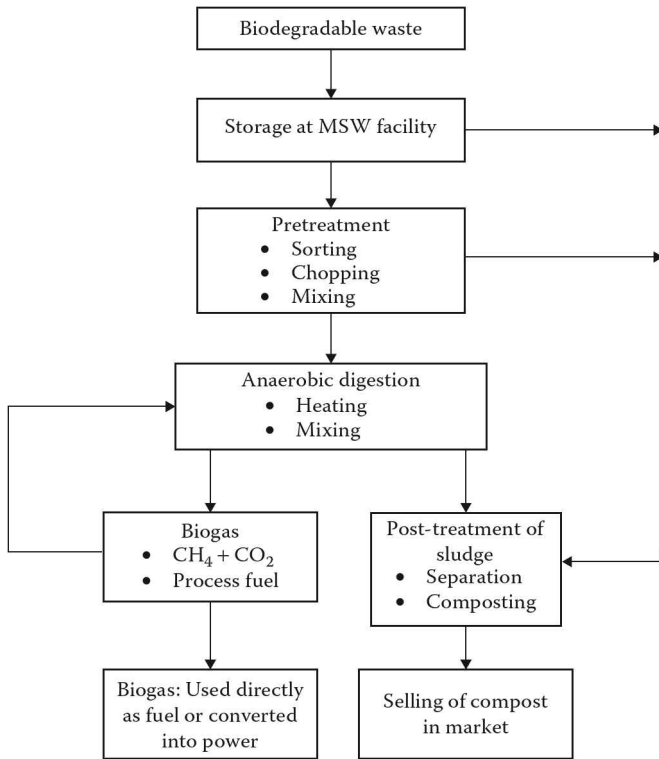 Biodegradable waste
Storage at MSW facility
Pretreatment
• Sorting
• Chopping
• Mixing
Anaerobic digestion
• Heating
• Mixing
Biogas
• CH₄ + CO₂
• Process fuel
Post-treatment of
sludge
• Separation
• Composting
Biogas: Used directly
as fuel or converted
into power
Selling of compost
in market